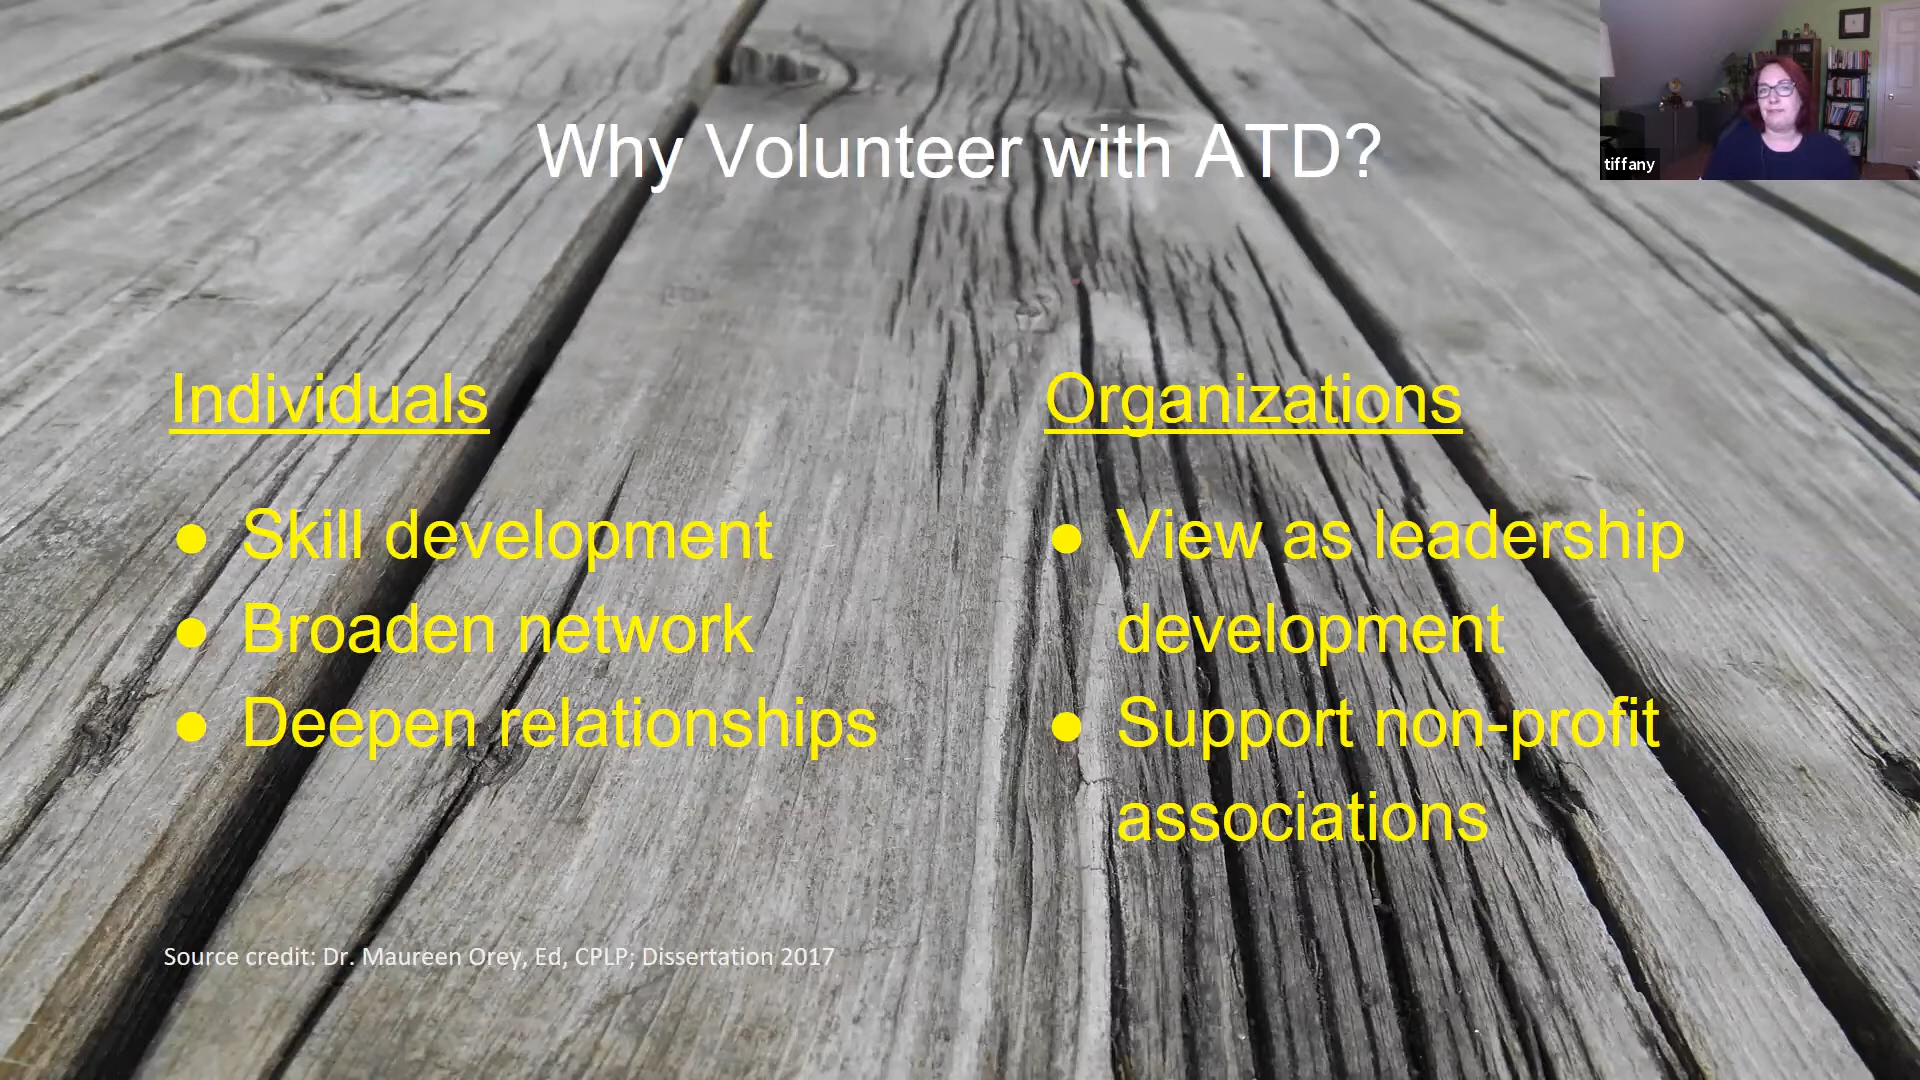 Why Volunteer with ATD?
tiffany
Individuals
● Skill development
● Broaden network
● Deepen relationships
Organizations
● View as leadership
development
● Support non-profit
associations
Source credit: Dr. Maureen Orey, Ed, CPLP; Dissertation 2017